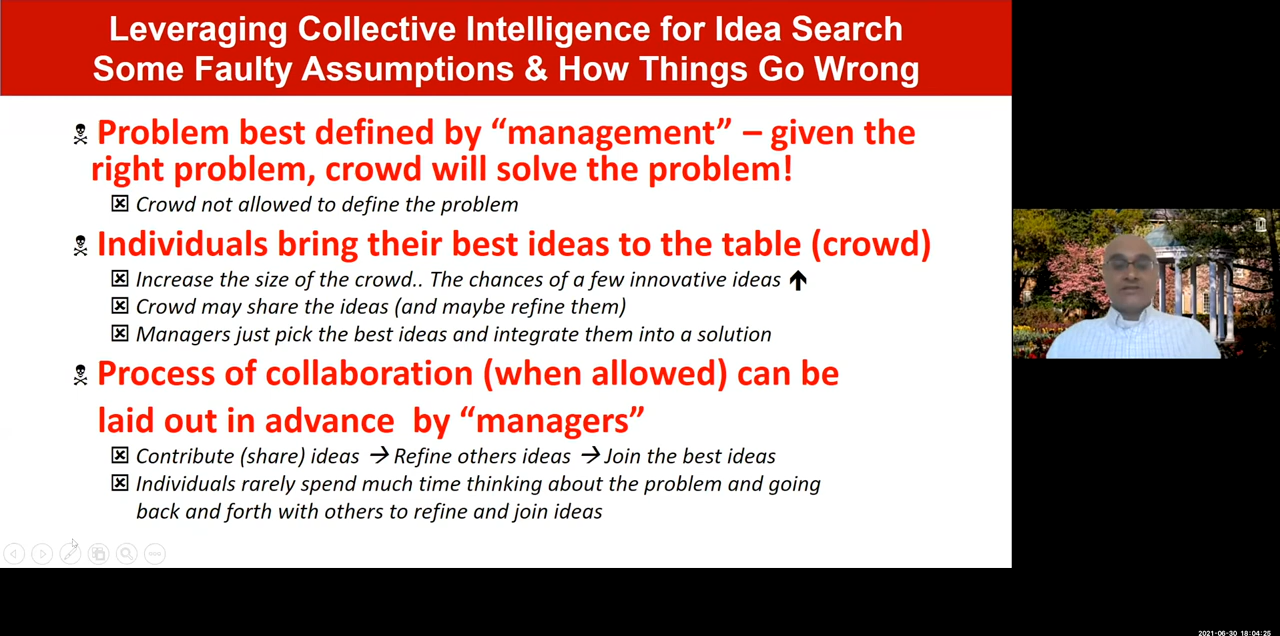 Leveraging Collective Intelligence for Idea Search
Some Faulty Assumptions & How Things Go Wrong
Problem best defined by “management” – given the
right problem, crowd will solve the problem!
Crowd not allowed to define the problem
Individuals bring their best ideas to the table (crowd)
Increase the size of the crowd.. The chances of a few innovative ideas
Crowd may share the ideas (and maybe refine them)
Managers just pick the best ideas and integrate them into a solution
Process of collaboration (when allowed) can be
laid out in advance by “managers”
Contribute (share) ideas → Refine others ideas → Join the best ideas
Individuals rarely spend much time thinking about the problem and going
back and forth with others to refine and join ideas
2021-06-30 18:04:25